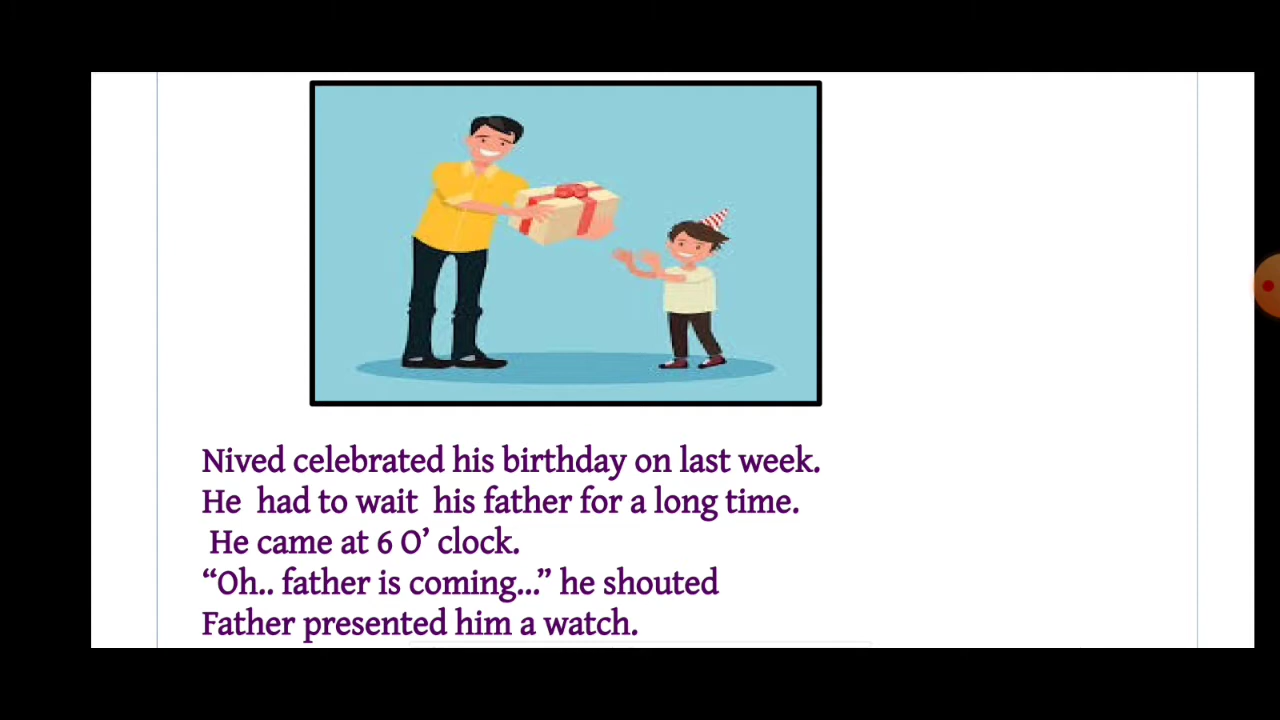 Nived celebrated his birthday on last week.
He had to wait his father for a long time.
He came at 6 O’ clock.
“Oh.. father is coming...” he shouted
Father presented him a watch.